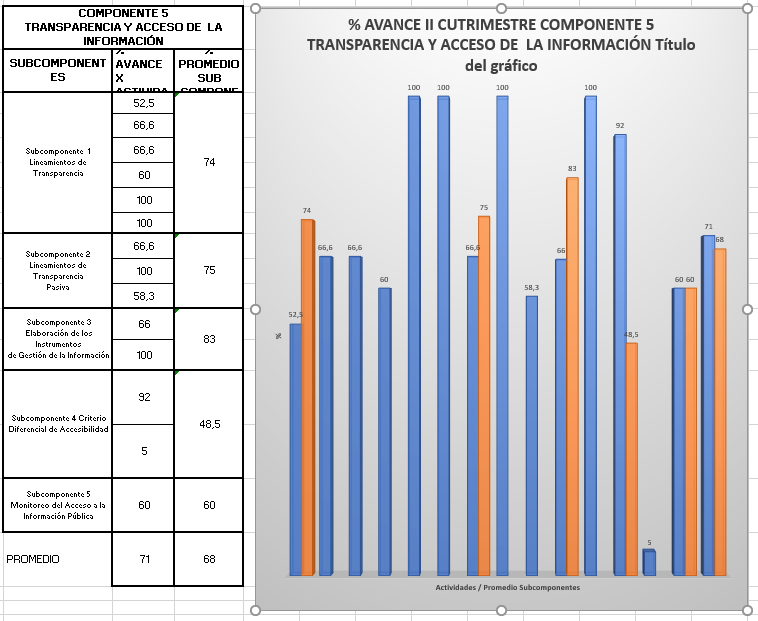 COMPONENTE 5
TRANSPARENCIA Y ACCESO DE LA
INFORMACIÓN
SUBCOMPONENT
ES
%
AVANCE
X
ACTIVIDA
%
PROMEDIO
SUB
COMPONE
Subcomponente 1
Lineamientos de
Transparencia
52,5
66,6
66,6
60
100
100
74
Subcomponente 2
Lineamientos de
Transparencia
Pasiva
66,6
100
58,3
75
Subcomponente 3
Elaboración de los
Instrumentos
de Gestión de la Información
66
100
83
Subcomponente 4 Criterio
Diferencial de Accesibilidad
92
5
48,5
Subcomponente 5
Monitoreo del Acceso a la
Información Pública
60
60
PROMEDIO
71
68
% AVANCE II CUTRIMESTRE COMPONENTE 5
TRANSPARENCIA Y ACCESO DE LA INFORMACIÓN Título
del gráfico
%
52,5
74
66,6
66,6
60
100
100
66,6
75
100
58,3
66
83
100
92
48,5
5
60
60
71
68
Actividades / Promedio Subcomponentes